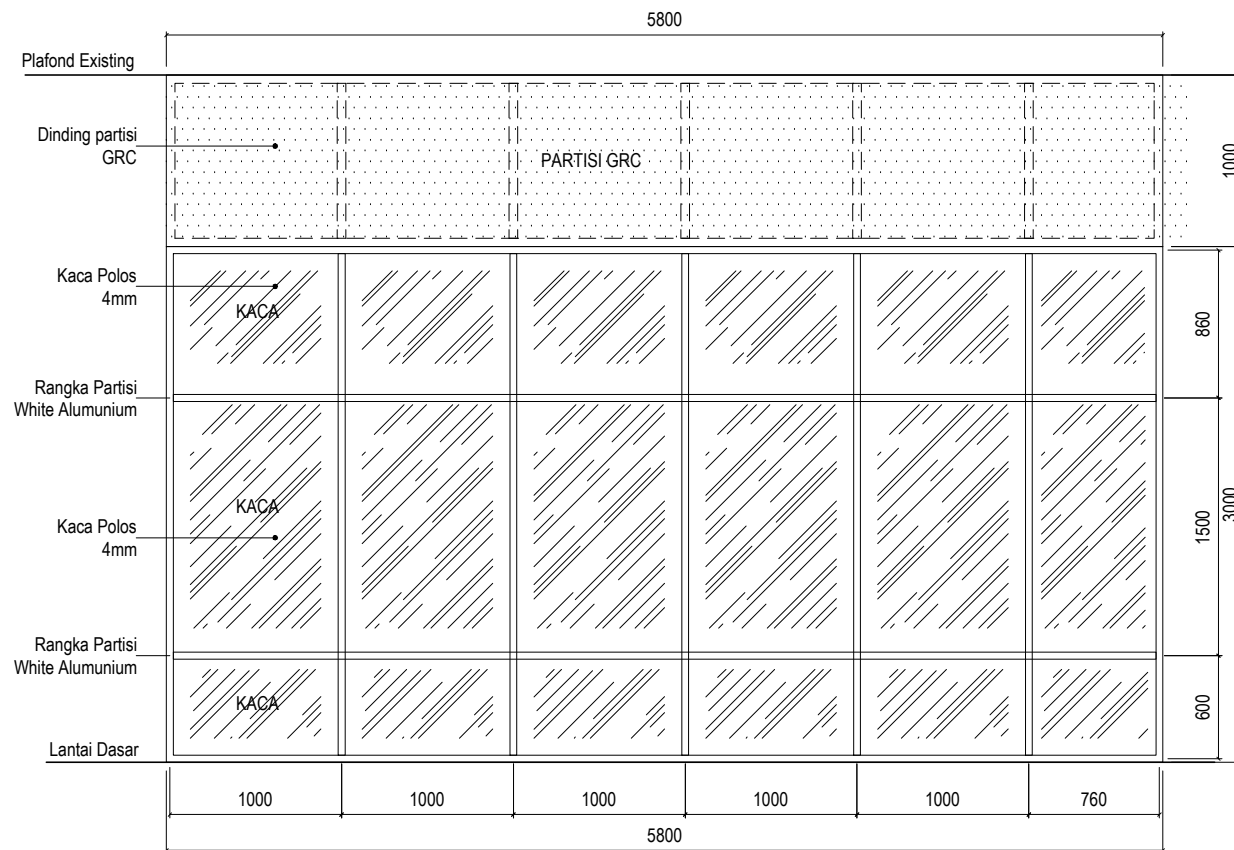 5800
Plafond Existing
Dinding partisi
GRC
PARTISI GRC
1000
Kaca Polos
4mm
KACA
860
Rangka Partisi
White Alumunium
KACA
1500
3000
Kaca Polos
4mm
Rangka Partisi
White Alumunium
KACA
600
Lantai Dasar
1000
1000
1000
1000
1000
760
5800